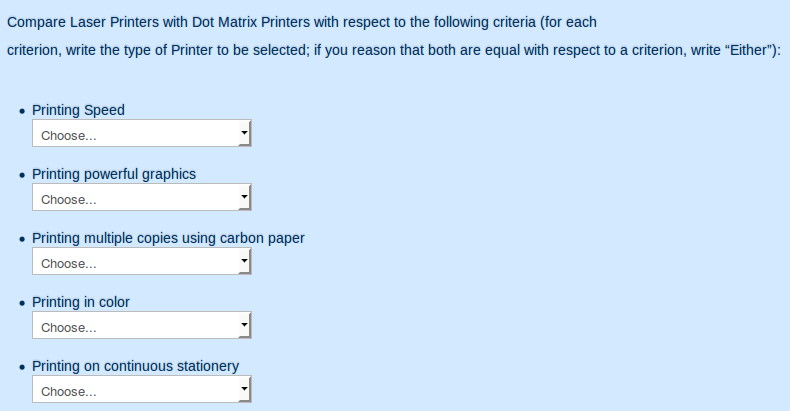 Compare Laser Printers with Dot Matrix Printers with respect to the following criteria (for each
criterion, write the type of Printer to be selected; if you reason that both are equal with respect to a criterion, write “Either”):
• Printing Speed
Choose...
• Printing powerful graphics
Choose...
• Printing multiple copies using carbon paper
Choose...
• Printing in color
Choose...
• Printing on continuous stationery
Choose...